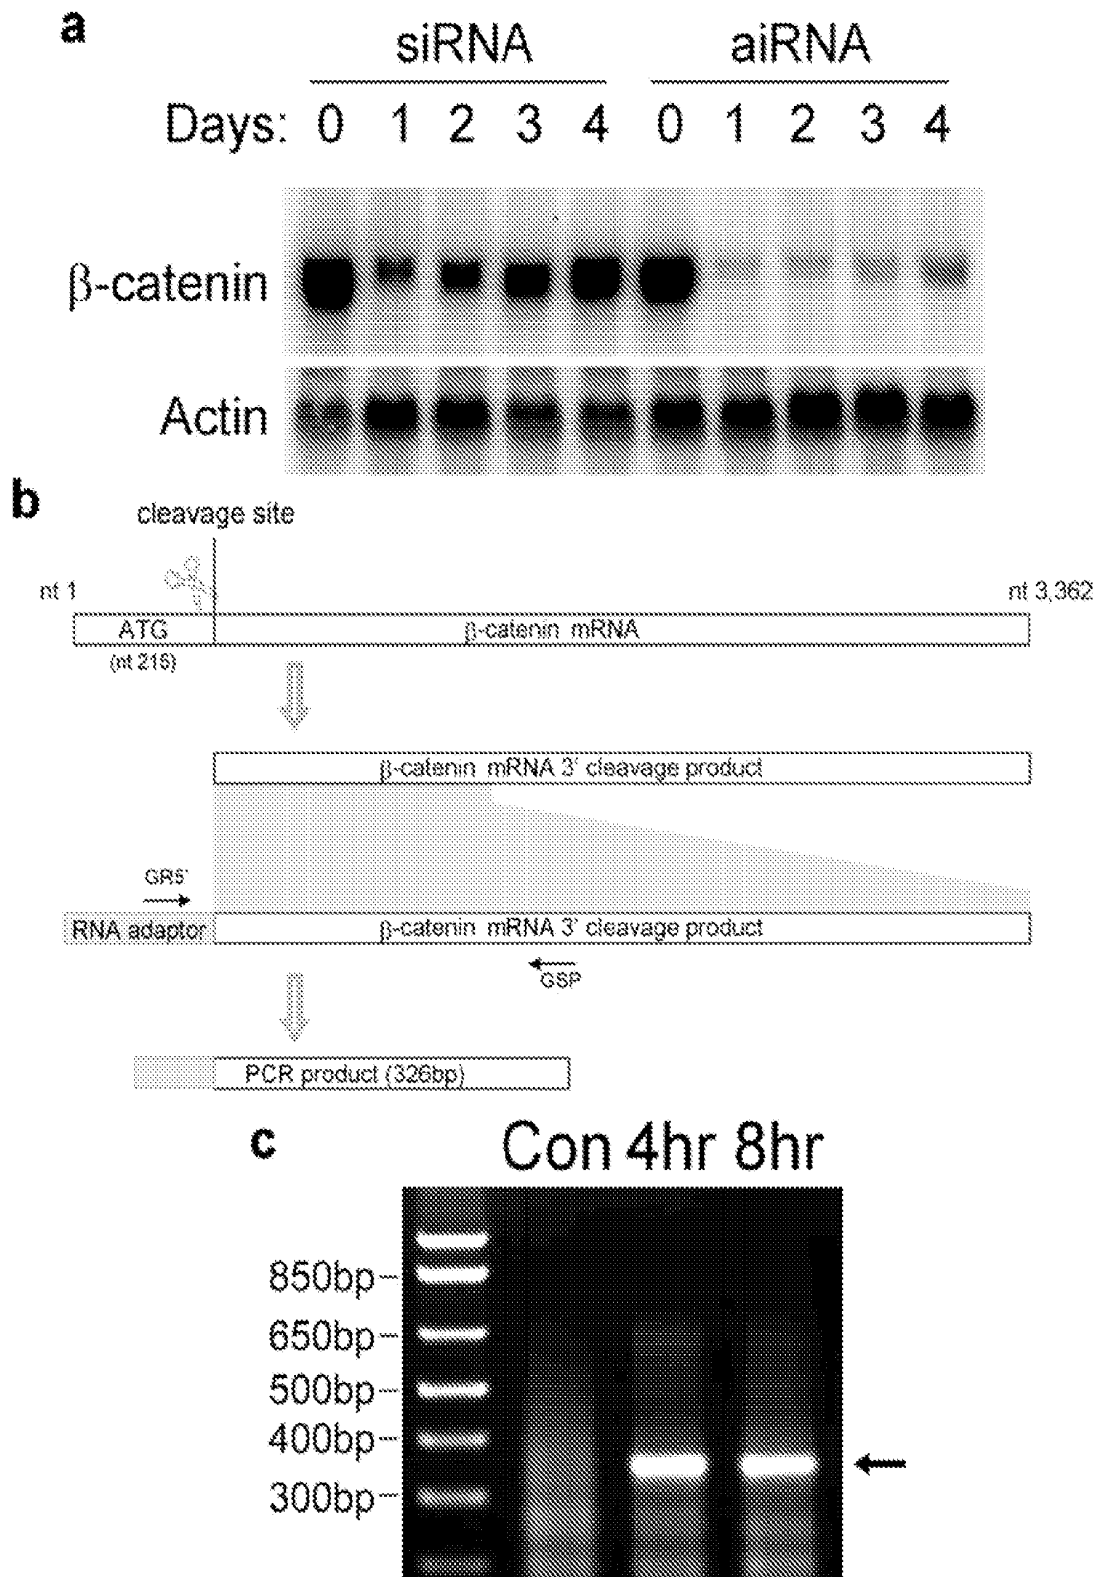 a
siRNA aiRNA
Days: 0 1 2 3 4 0 1 2 3 4
β-catenin
Actin
b
cleavage site
nt 1
nt 3,362
ATG
β-catenin mRNA
(nt 215)
β-catenin mRNA 3' cleavage product
GR5'
RNA adaptor
β-catenin mRNA 3' cleavage product
GSP
PCR product (326bp)
c
Con 4hr 8hr
850bp
650bp
500bp
400bp
300bp